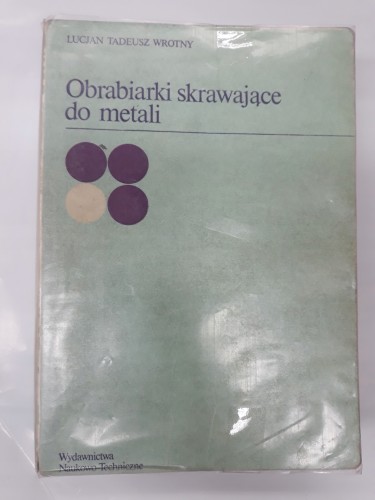 LUCJAN TADEUSZ WROTNY
Obrabiarki skrawające
do metali
Wydawnictwa
Naukowo-Techniczne